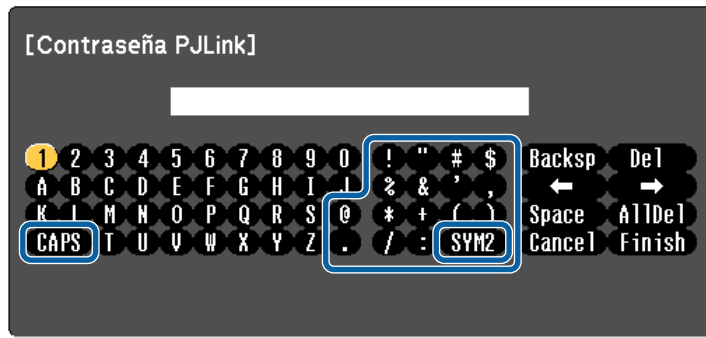 [Contraseña PJLink]
1 2 3 4 5 6 7 8 9 0 ! " # $ Backsp Del
A B C D E F G H I J % & ' , ← →
K L M N O P Q R S @ * + ( ) Space AllDel
CAPS T U V W X Y Z . / : SYM2 Cancel Finish